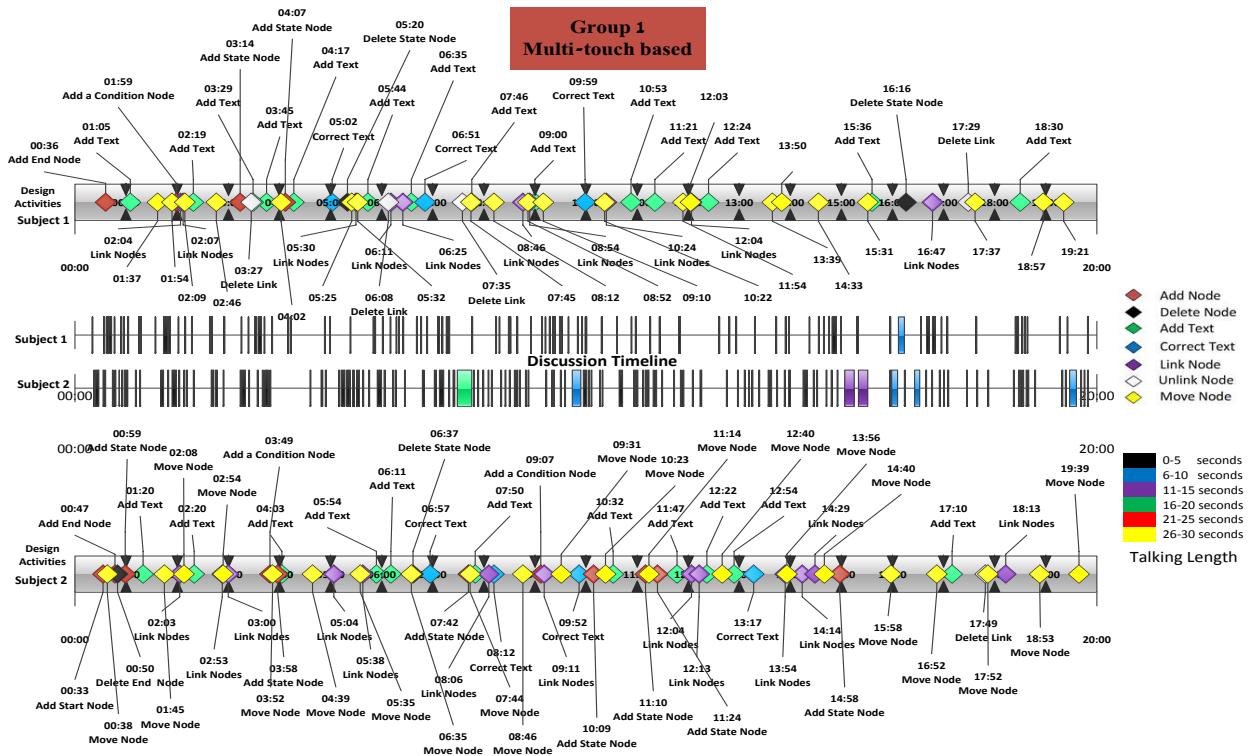 Group 1
Multi-touch based
04:07
Add State Node
05:20
Delete State Node
03:14
Add State Node
04:17
Add Text
06:35
Add Text
01:59
Add a Condition Node
03:29
Add Text
05:44
Add Text
07:46
Add Text
09:59
Correct Text
10:53
Add Text
12:03
16:16
Delete State Node
01:05
Add Text
02:19
Add Text
03:45
Add Text
05:02
Correct Text
06:51
Correct Text
09:00
Add Text
11:21
Add Text
12:24
Add Text
13:50
15:36
Add Text
17:29
Delete Link
18:30
Add Text
00:36
Add End Node
Design
Activities
Subject 1
13:00
15:00
02:04
Link Nodes
02:07
Link Nodes
05:30
Link Nodes
06:11
Link Nodes
06:25
Link Nodes
08:46
Link Nodes
08:54
Link Nodes
10:24
Link Nodes
12:04
Link Nodes
13:39
15:31
16:47
Link Nodes
17:37
00:00
01:37
01:54
02:09
02:46
03:27
Delete Link
04:02
05:25
06:08
Delete Link
05:32
07:35
Delete Link
07:45
08:12
08:52
09:10
10:22
11:54
14:33
18:57
19:21
20:00
Add Node
Delete Node
Add Text
Correct Text
Link Node
Unlink Node
Move Node
Subject 1
Discussion Timeline
Subject 2
00:00
20:00
00:00
20:00
0-5 seconds
6-10 seconds
11-15 seconds
16-20 seconds
21-25 seconds
26-30 seconds
Talking Length
00:59
Add State Node
02:08
Move Node
03:49
Add a Condition Node
06:37
Delete State Node
09:07
Add a Condition Node
09:31
Move Node
10:23
Move Node
11:14
Move Node
12:40
Move Node
13:56
Move Node
14:40
Move Node
19:39
Move Node
00:47
Add End Node
01:20
Add Text
02:20
Add Text
02:54
Move Node
04:03
Add Text
05:54
Add Text
06:11
Add Text
06:57
Correct Text
07:50
Add Text
10:32
Add Text
11:47
Add Text
12:22
Add Text
12:54
Add Text
14:29
Link Nodes
17:10
Add Text
18:13
Link Nodes
Design
Activities
Subject 2
00:00
02:03
Link Nodes
03:00
Link Nodes
05:04
Link Nodes
07:42
Add State Node
09:52
Correct Text
12:04
Link Nodes
13:17
Correct Text
14:14
Link Nodes
15:58
Move Node
17:49
Delete Link
18:53
Move Node
20:00
00:33
Add Start Node
00:50
Delete End Node
02:53
Link Nodes
03:58
Add State Node
05:38
Link Nodes
08:06
Link Nodes
08:12
Correct Text
09:11
Link Nodes
12:13
Link Nodes
13:54
Link Nodes
16:52
Move Node
17:52
Move Node
00:38
Move Node
01:45
Move Node
03:52
Move Node
04:39
Move Node
05:35
Move Node
06:35
Move Node
07:44
Move Node
08:46
Move Node
10:09
Add State Node
11:10
Add State Node
11:24
Add State Node
14:58
Add State Node